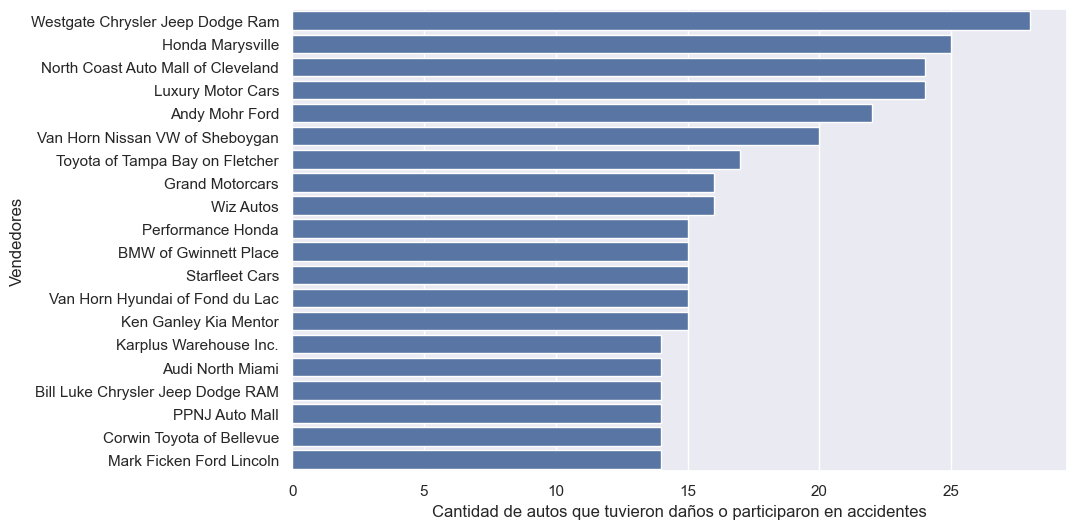 Westgate Chrysler Jeep Dodge Ram
Honda Marysville
North Coast Auto Mall of Cleveland
Luxury Motor Cars
Andy Mohr Ford
Van Horn Nissan VW of Sheboygan
Toyota of Tampa Bay on Fletcher
Grand Motorcars
Wiz Autos
Performance Honda
BMW of Gwinnett Place
Starfleet Cars
Van Horn Hyundai of Fond du Lac
Ken Ganley Kia Mentor
Karplus Warehouse Inc.
Audi North Miami
Bill Luke Chrysler Jeep Dodge RAM
PPNJ Auto Mall
Corwin Toyota of Bellevue
Mark Ficken Ford Lincoln
Vendedores
0 5 10 15 20 25
Cantidad de autos que tuvieron daños o participaron en accidentes